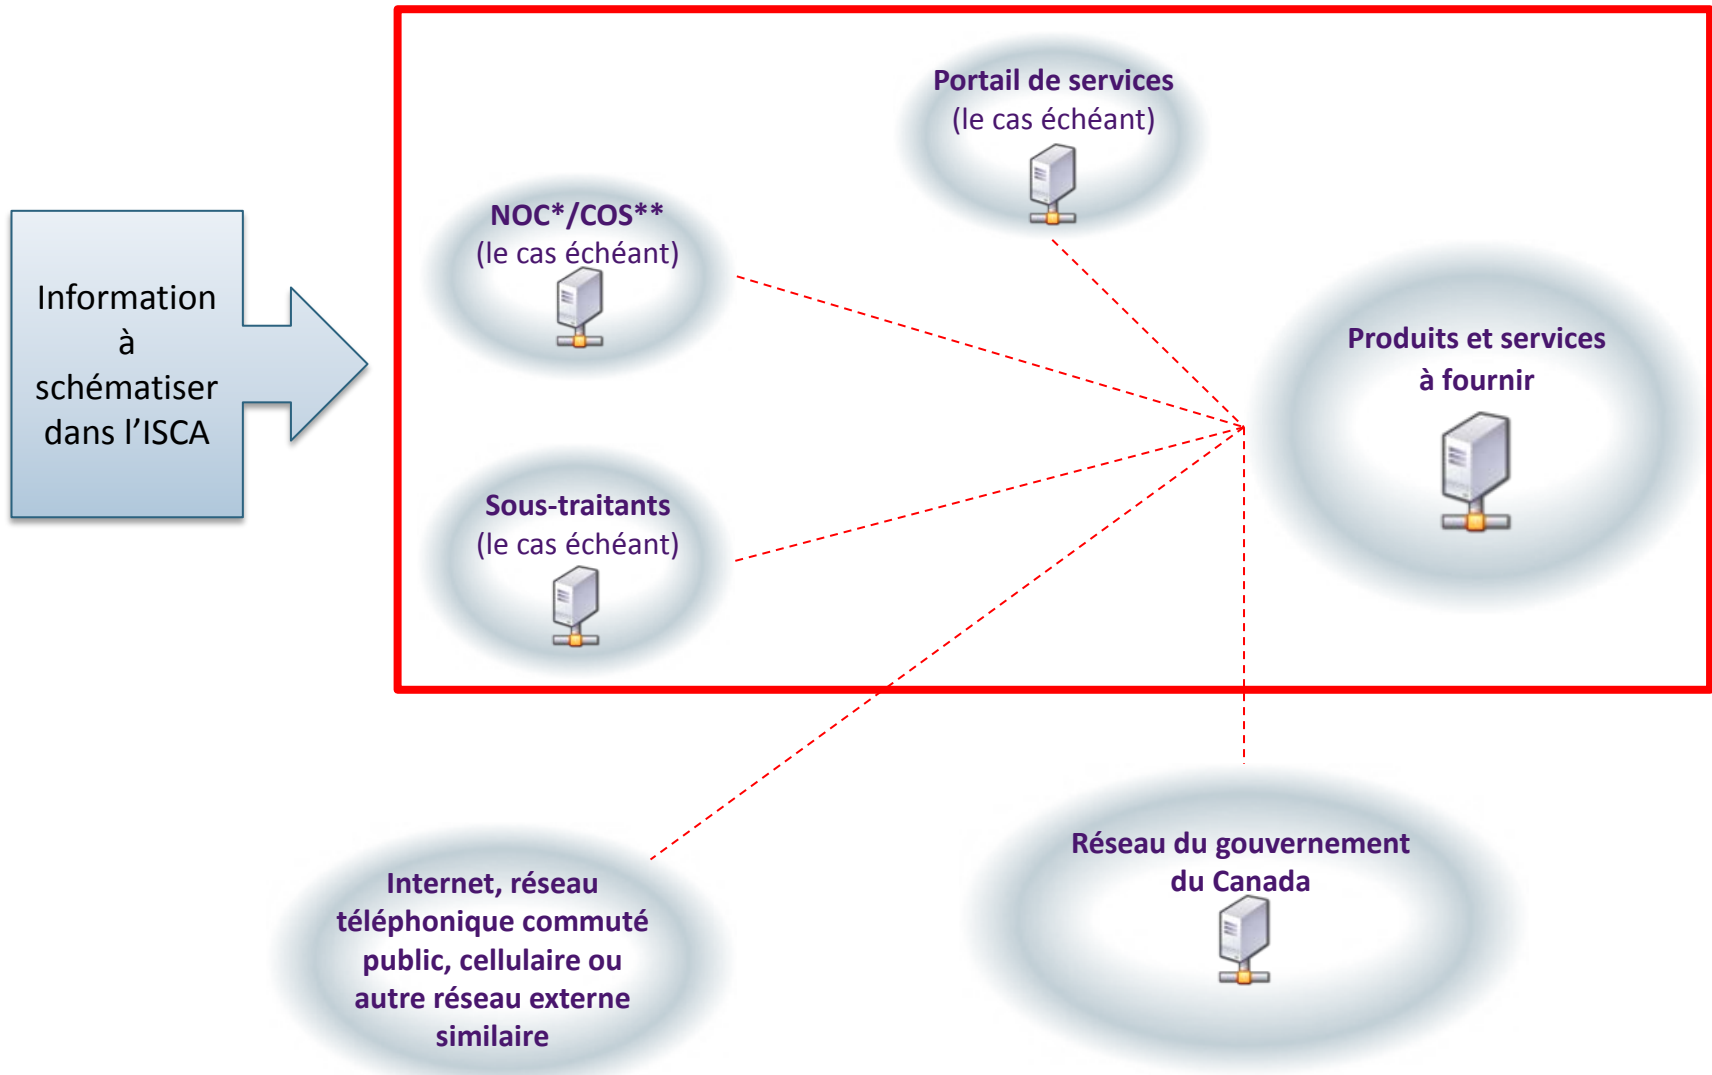 Portail de services
(le cas échéant)
NOC*/COS**
(le cas échéant)
Information
à
schématiser
dans l’ISCA
Produits et services
à fournir
Sous-traitants
(le cas échéant)
Réseau du gouvernement
du Canada
Internet, réseau
téléphonique commuté
public, cellulaire ou
autre réseau externe
similaire